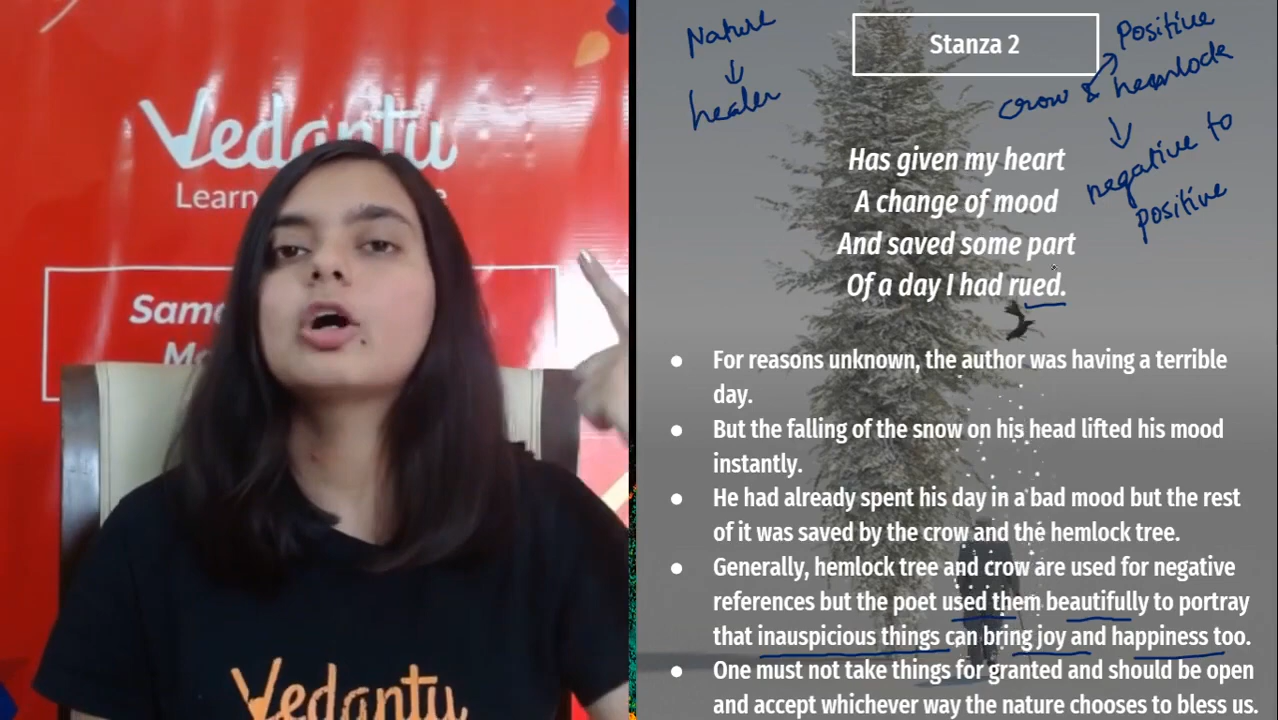 Vedantu
Learn
Sama
Mo
Vedantu
Nature
healer
Stanza 2
crow & hemlock
Positive
negative to
positive
Has given my heart
A change of mood
And saved some part
Of a day I had rued.
● For reasons unknown, the author was having a terrible
day.
● But the falling of the snow on his head lifted his mood
instantly.
● He had already spent his day in a bad mood but the rest
of it was saved by the crow and the hemlock tree.
● Generally, hemlock tree and crow are used for negative
references but the poet used them beautifully to portray
that inauspicious things can bring joy and happiness too.
● One must not take things for granted and should be open
and accept whichever way the nature chooses to bless us.